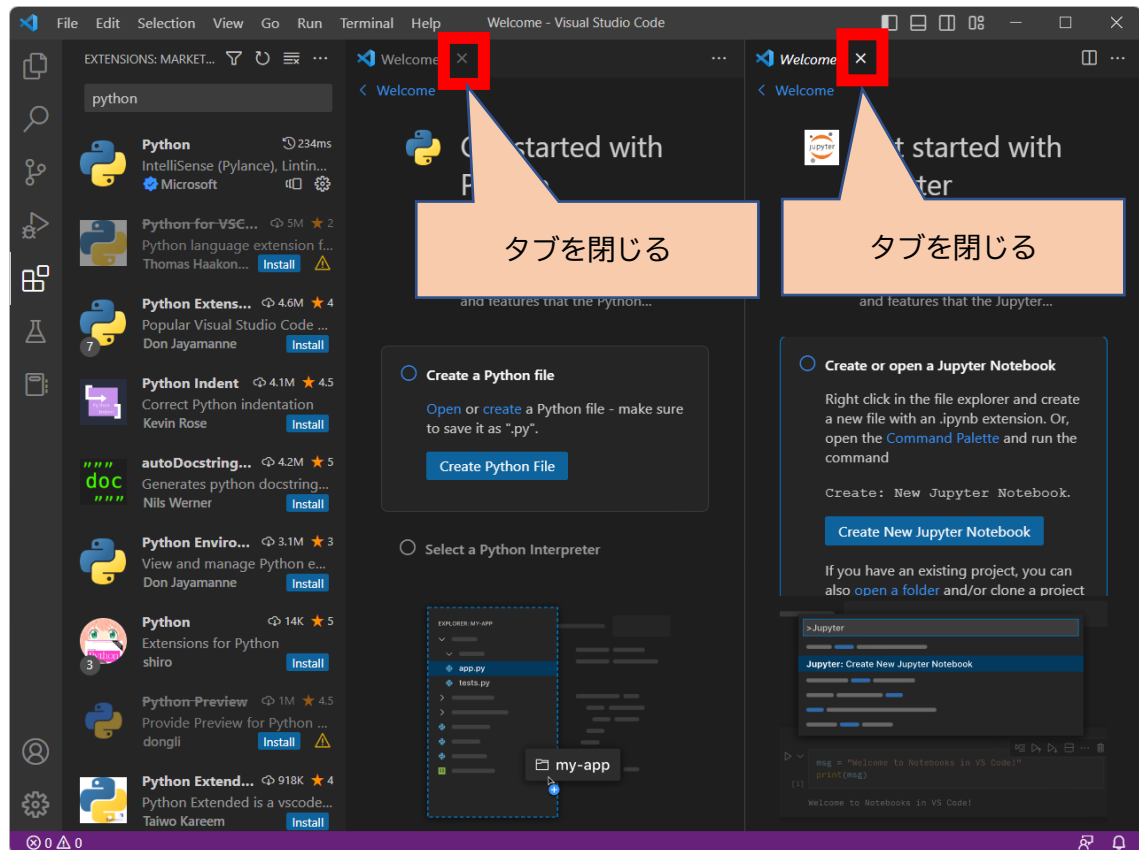 File Edit Selection View Go Run Terminal Help
Welcome - Visual Studio Code
EXTENSIONS: MARKET...
python
Python 234ms
IntelliSense (Pylance), Lintin...
Microsoft
Python for VSC... 5M ★ 2
Python language extension f...
Thomas Haakon... Install
Python Extens... 4.6M ★ 4
Popular Visual Studio Code ...
Don Jayamanne Install
7
Python Indent 4.1M ★ 4.5
Correct Python indentation
Kevin Rose Install
autoDocstring... 4.2M ★ 5
Generates python docstring...
Nils Werner Install
""" doc """
Python Enviro... 3.1M ★ 3
View and manage Python e...
Don Jayamanne Install
Python 14K ★ 5
Extensions for Python
shiro Install
3
Python Preview 1M ★ 4.5
Provide Preview for Python ...
dongli Install
Python Extend... 918K ★ 4
Python Extended is a vscode...
Taiwo Kareem Install
0 0
Welcome
Welcome
started with
タブを閉じる
and features that the Python...
Create a Python file
Open or create a Python file - make sure
to save it as ".py".
Create Python File
Select a Python Interpreter
EXPLORER: MY-APP
app.py
tests.py
my-app
Welcome
Welcome
jupyter
started with
タブを閉じる
and features that the Jupyter...
Create or open a Jupyter Notebook
Right click in the file explorer and create
a new file with an .ipynb extension. Or,
open the Command Palette and run the
command
Create: New Jupyter Notebook.
Create New Jupyter Notebook
If you have an existing project, you can
also open a folder and/or clone a project
>Jupyter
Jupyter: Create New Jupyter Notebook
msg = "Welcome to Notebooks in VS Code!"
print(msg)
[1]
Welcome to Notebooks in VS Code!